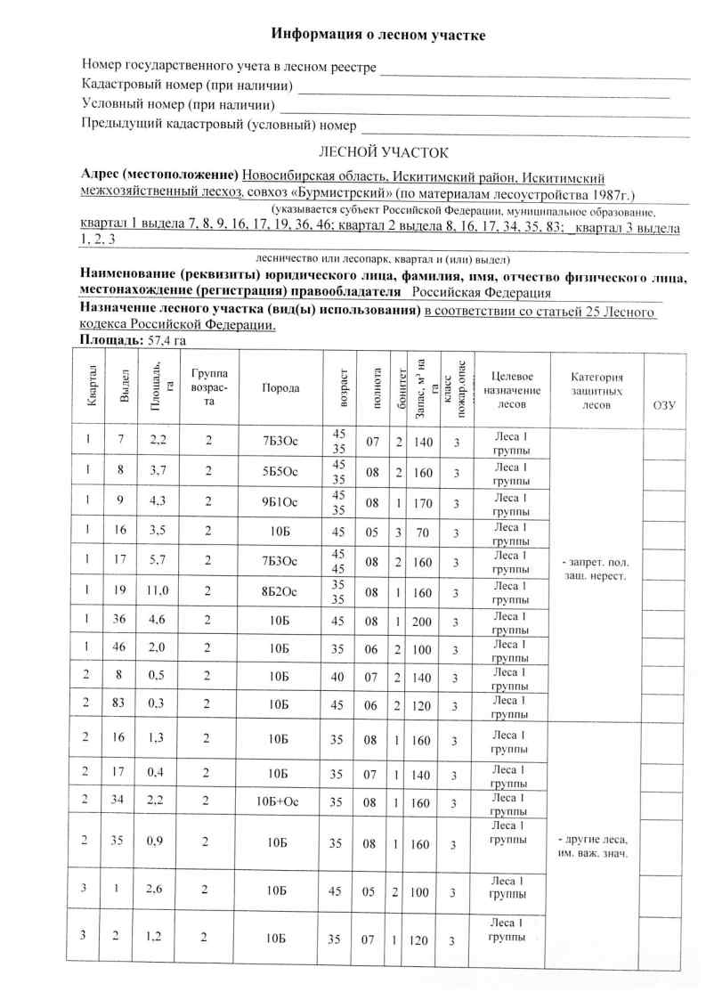 Информация о лесном участке
Номер государственного учета в лесном реестре
Кадастровый номер (при наличии)
Условный номер (при наличии)
Предыдущий кадастровый (условный) номер
ЛЕСНОЙ УЧАСТОК
Адрес (местоположение) Новосибирская область, Искитимский район, Искитимский
межхозяйственный лесхоз, совхоз «Бурмистрский» (по материалам лесоустройства 1987г.)
(указывается субъект Российской Федерации, муниципальное образование,
квартал 1 выдела 7, 8, 9, 16, 17, 19, 36, 46; квартал 2 выдела 8, 16, 17, 34, 35, 83; квартал 3 выдела
1, 2, 3
лесничество или лесопарк, квартал и (или) выдел)
Наименование (реквизиты) юридического лица, фамилия, имя, отчество физического лица,
местонахождение (регистрация) правообладателя Российская Федерация
Назначение лесного участка (вид(ы) использования) в соответствии со статьей 25 Лесного
кодекса Российской Федерации.
Площадь: 57,4 га
Квартал Выдел Площадь, га Группа возрас-та Порода возраст полнота бонитет Запас, м³ на га класс пожар.опас Целевое назначение лесов Категория защитных лесов ОЗУ
1 7 2,2 2 7Б3Ос 45 35 07 2 140 3 Леса 1 группы
1 8 3,7 2 5Б5Ос 45 35 08 2 160 3 Леса 1 группы
1 9 4,3 2 9Б1Ос 45 35 08 1 170 3 Леса 1 группы
1 16 3,5 2 10Б 45 05 3 70 3 Леса 1 группы
1 17 5,7 2 7Б3Ос 45 45 08 2 160 3 Леса 1 группы - запрет. пол. защ. нерест.
1 19 11,0 2 8Б2Ос 35 35 08 1 160 3 Леса 1 группы
1 36 4,6 2 10Б 45 08 1 200 3 Леса 1 группы
1 46 2,0 2 10Б 35 06 2 100 3 Леса 1 группы
2 8 0,5 2 10Б 40 07 2 140 3 Леса 1 группы
2 83 0,3 2 10Б 45 06 2 120 3 Леса 1 группы
2 16 1,3 2 10Б 35 08 1 160 3 Леса 1 группы
2 17 0,4 2 10Б 35 07 1 140 3 Леса 1 группы
2 34 2,2 2 10Б+Ос 35 08 1 160 3 Леса 1 группы
2 35 0,9 2 10Б 35 08 1 160 3 Леса 1 группы - другие леса, им. важ. знач.
3 1 2,6 2 10Б 45 05 2 100 3 Леса 1 группы
3 2 1,2 2 10Б 35 07 1 120 3 Леса 1 группы